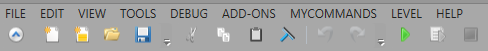 FILE EDIT VIEW TOOLS DEBUG ADD-ONS MYCOMMANDS LEVEL HELP